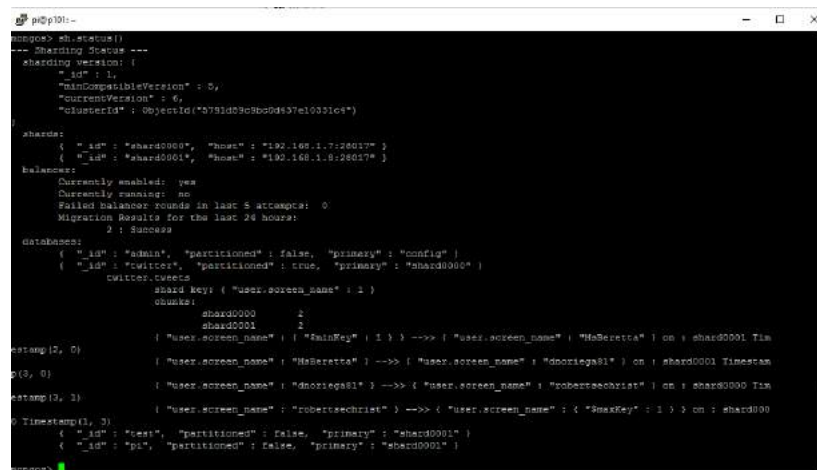 pi@p101: ~
mongos> sh.status()
--- Sharding Status ---
sharding version: {
"_id" : 1,
"minCompatibleVersion" : 5,
"currentVersion" : 6,
"clusterId" : ObjectId("5791d59c9bc0d637e10331c4")
}
shards:
{ "_id" : "shard0000", "host" : "192.168.1.7:26017" }
{ "_id" : "shard0001", "host" : "192.168.1.8:26017" }
balancer:
Currently enabled: yes
Currently running: no
Failed balancer rounds in last 5 attempts: 0
Migration Results for the last 24 hours:
2 : Success
databases:
{ "_id" : "admin", "partitioned" : false, "primary" : "config" }
{ "_id" : "twitter", "partitioned" : true, "primary" : "shard0000" }
twitter.tweets
shard key: { "user.screen_name" : 1 }
chunks:
shard0000 2
shard0001 2
{ "user.screen_name" : { "$minKey" : 1 } } -->> { "user.screen_name" : "MsBeretta" } on : shard0001 Tim
estamp(2, 0)
{ "user.screen_name" : "MsBeretta" } -->> { "user.screen_name" : "dnoriega81" } on : shard0001 Timestam
p(3, 0)
{ "user.screen_name" : "dnoriega81" } -->> { "user.screen_name" : "robertsechrist" } on : shard0000 Tim
estamp(3, 1)
{ "user.screen_name" : "robertsechrist" } -->> { "user.screen_name" : { "$maxKey" : 1 } } on : shard000
0 Timestamp(1, 3)
{ "_id" : "test", "partitioned" : false, "primary" : "shard0001" }
{ "_id" : "pi", "partitioned" : false, "primary" : "shard0001" }
mongos>